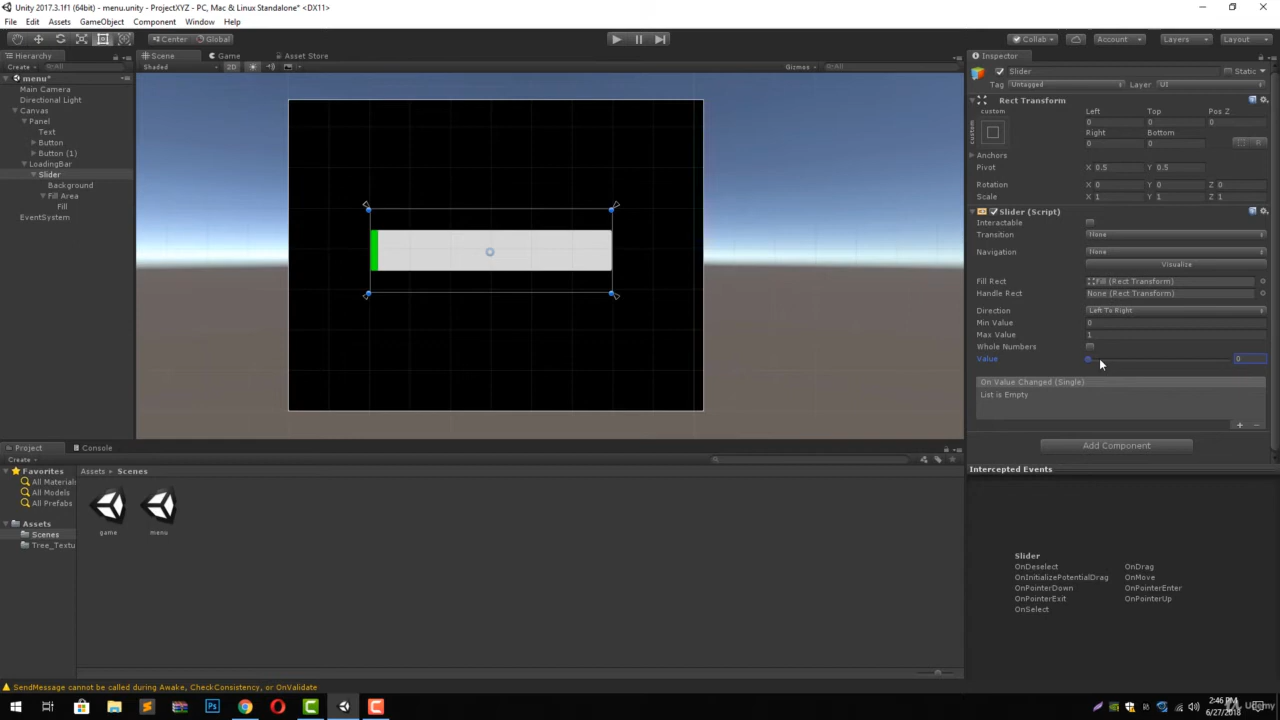 Unity 2017.3.1f1 (64bit) - menu.unity - ProjectXYZ - PC, Mac & Linux Standalone* <DX11>
File Edit Assets GameObject Component Window Help
Center Global Collab Account Layers Layout
Hierarchy
Create All
menu*
Main Camera
Directional Light
Canvas
Panel
Text
Button
Button (1)
LoadingBar
Slider
Background
Fill Area
Fill
EventSystem
Scene Game Asset Store
Shaded 2D Gizmos All
Inspector
Slider Static
Tag Untagged Layer UI
Rect Transform
custom Left Top Pos Z
custom 0 0 0
Right Bottom
0 0 R
Anchors
Pivot X 0.5 Y 0.5
Rotation X 0 Y 0 Z 0
Scale X 1 Y 1 Z 1
Slider (Script)
Interactable
Transition None
Navigation None
Visualize
Fill Rect Fill (Rect Transform)
Handle Rect None (Rect Transform)
Direction Left To Right
Min Value 0
Max Value 1
Whole Numbers
Value 0
On Value Changed (Single)
List is Empty
Add Component
Intercepted Events
Slider
OnDeselect OnDrag
OnInitializePotentialDrag OnMove
OnPointerDown OnPointerEnter
OnPointerExit OnPointerUp
OnSelect
Project Console
Create
Favorites
All Materials
All Models
All Prefabs
Assets
Scenes
Tree_Textu
Assets Scenes
game menu
SendMessage cannot be called during Awake, CheckConsistency, or OnValidate
Ps
2:46 PM
6/27/2018
Udemy